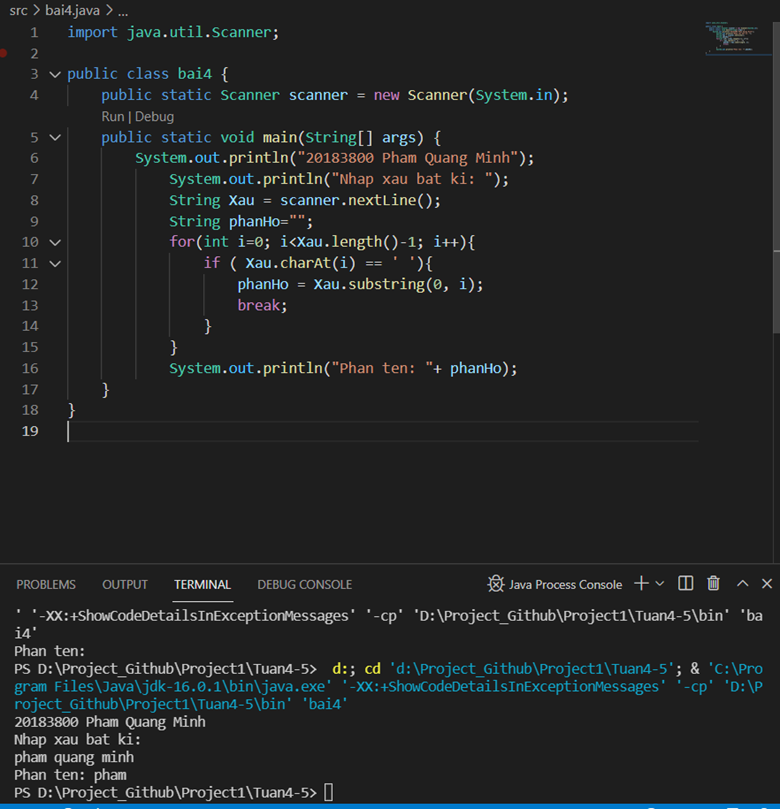 src > bai4.java > ...
1 import java.util.Scanner;
2
3 public class bai4 {
4 public static Scanner scanner = new Scanner(System.in);
Run | Debug
5 public static void main(String[] args) {
6 System.out.println("20183800 Pham Quang Minh");
7 System.out.println("Nhap xau bat ki: ");
8 String Xau = scanner.nextLine();
9 String phanHo="";
10 for(int i=0; i<Xau.length()-1; i++){
11 if ( Xau.charAt(i) == ' '){
12 phanHo = Xau.substring(0, i);
13 break;
14 }
15 }
16 System.out.println("Phan ten: "+ phanHo);
17 }
18 }
19
PROBLEMS OUTPUT TERMINAL DEBUG CONSOLE Java Process Console
' '-XX:+ShowCodeDetailsInExceptionMessages' '-cp' 'D:\Project_Github\Project1\Tuan4-5\bin' 'ba
i4'
Phan ten:
PS D:\Project_Github\Project1\Tuan4-5> d:; cd 'd:\Project_Github\Project1\Tuan4-5'; & 'C:\Pro
gram Files\Java\jdk-16.0.1\bin\java.exe' '-XX:+ShowCodeDetailsInExceptionMessages' '-cp' 'D:\P
roject_Github\Project1\Tuan4-5\bin' 'bai4'
20183800 Pham Quang Minh
Nhap xau bat ki:
pham quang minh
Phan ten: pham
PS D:\Project_Github\Project1\Tuan4-5>